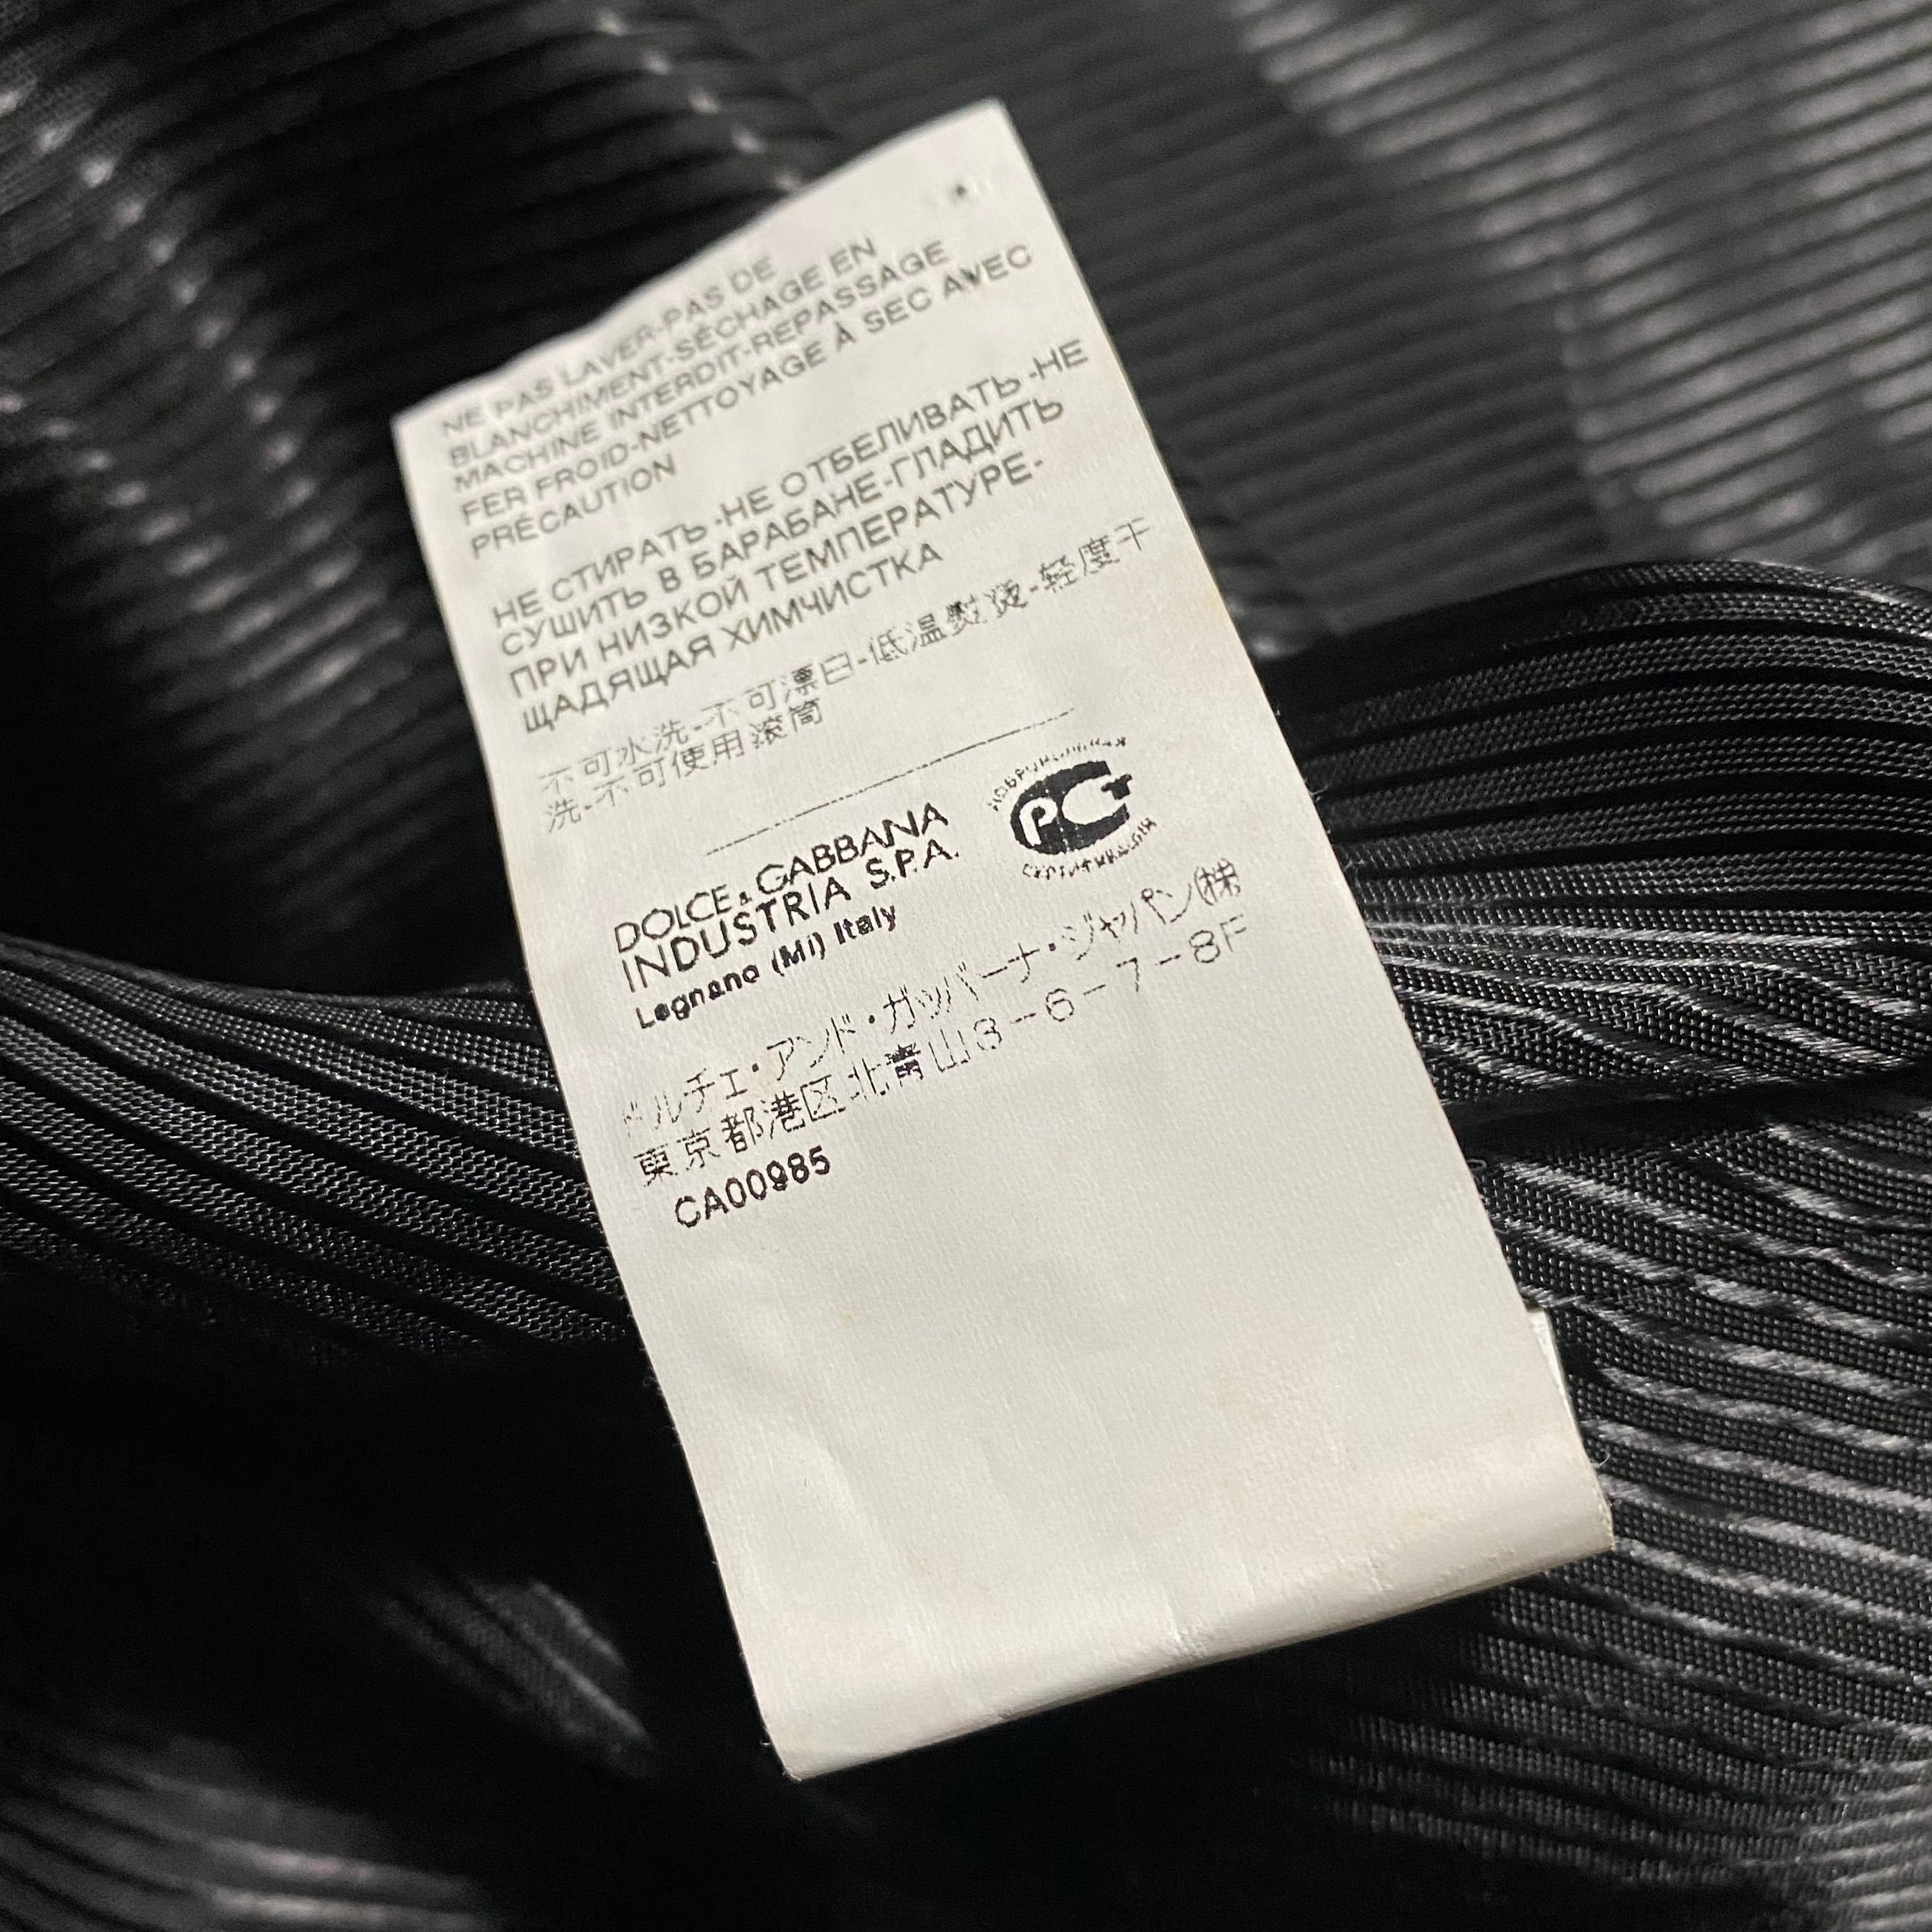 NE PAS LAVER-PAS DE
BLANCHIMENT-SÉCHAGE EN
MACHINE INTERDIT-REPASSAGE
FER FROID-NETTOYAGE À SEC AVEC
PRÉCAUTION
НЕ СТИРАТЬ-НЕ ОТБЕЛИВАТЬ-НЕ
СУШИТЬ В БАРАБАНЕ-ГЛАДИТЬ
ПРИ НИЗКОЙ ТЕМПЕРАТУРЕ-
ЩАДЯЩАЯ ХИМЧИСТКА
不可水洗-不可漂白-低温熨烫-轻度干
洗-不可使用滚筒
DOLCE & GABBANA
INDUSTRIA S.P.A.
Legnano (Mi) Italy
РС
ドルチェ・アンド・ガッバーナ・ジャパン㈱
東京都港区北青山3-6-7-8F
CA00985